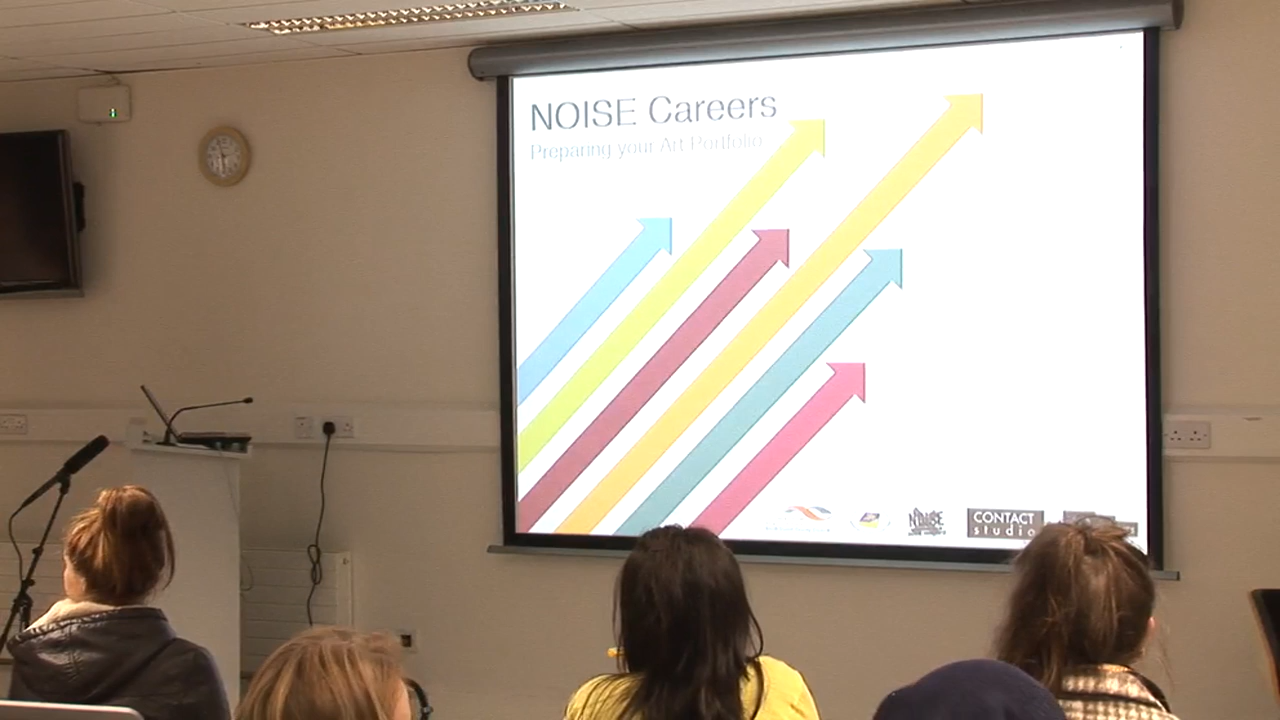 NOISE Careers
Preparing your Art Portfolio
NOISE
CONTACT
studio